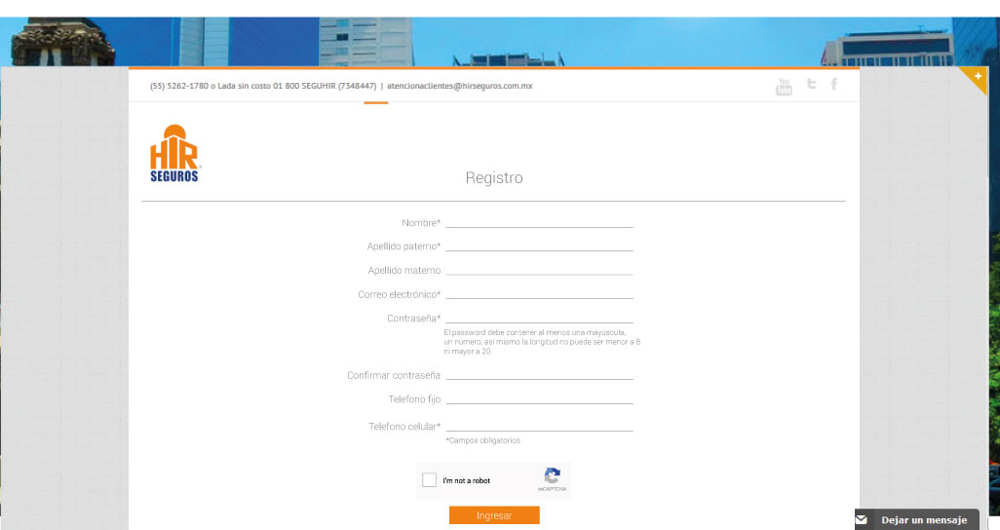 (55) 5262-1780 o Lada sin costo 01 800 SEGUHIR (7348447) | atencionaclientes@hirseguros.com.mx
You
Tube
HIR
SEGUROS
Registro
Nombre*
Apellido paterno*
Apellido materno
Correo electrónico*
Contraseña*
El password debe contener al menos una mayúscula,
un número, asi mismo la longitud no puede ser menor a 8
ni mayor a 20.
Confirmar contraseña
Telefono fijo
Telefono celular*
*Campos obligatorios
I'm not a robot
reCAPTCHA
Ingresar
Dejar un mensaje